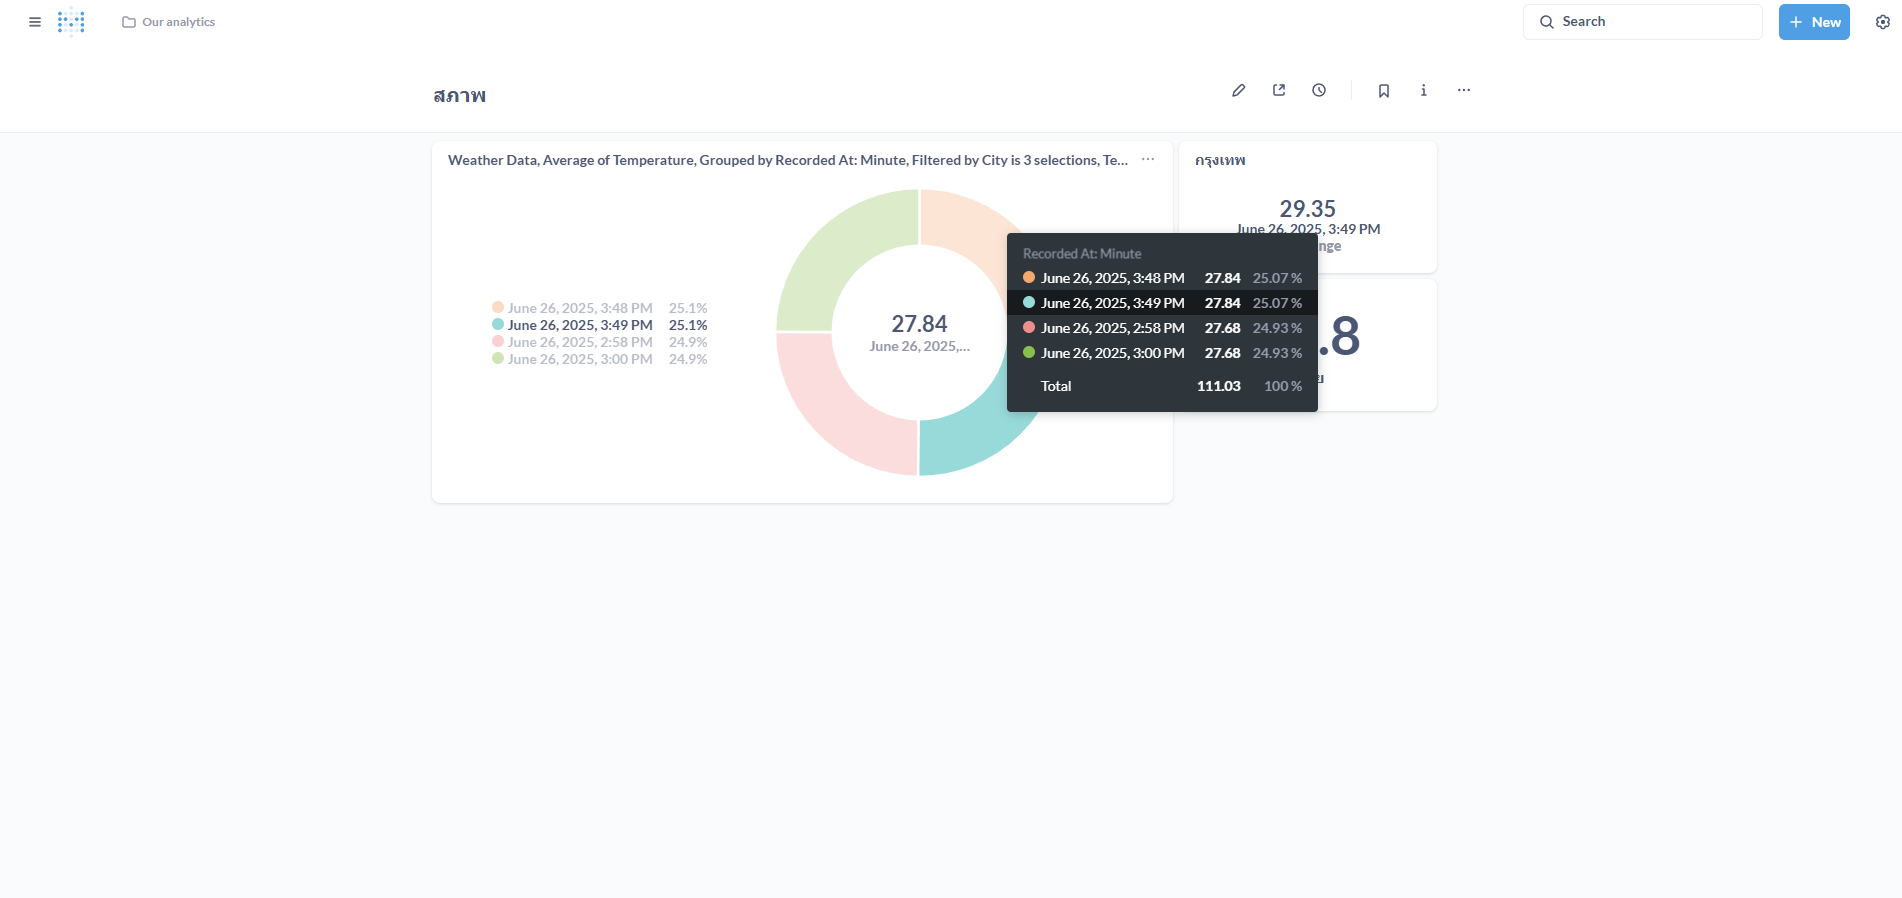 Our analytics
Search
New
สภาพ
Weather Data, Average of Temperature, Grouped by Recorded At: Minute, Filtered by City is 3 selections, Te...
June 26, 2025, 3:48 PM 25.1%
June 26, 2025, 3:49 PM 25.1%
June 26, 2025, 2:58 PM 24.9%
June 26, 2025, 3:00 PM 24.9%
27.84
June 26, 2025,...
Recorded At: Minute
June 26, 2025, 3:48 PM 27.84 25.07 %
June 26, 2025, 3:49 PM 27.84 25.07 %
June 26, 2025, 2:58 PM 27.68 24.93 %
June 26, 2025, 3:00 PM 27.68 24.93 %
Total 111.03 100 %
กรุงเทพ
29.35
June 26, 2025, 3:49 PM
nge
.8